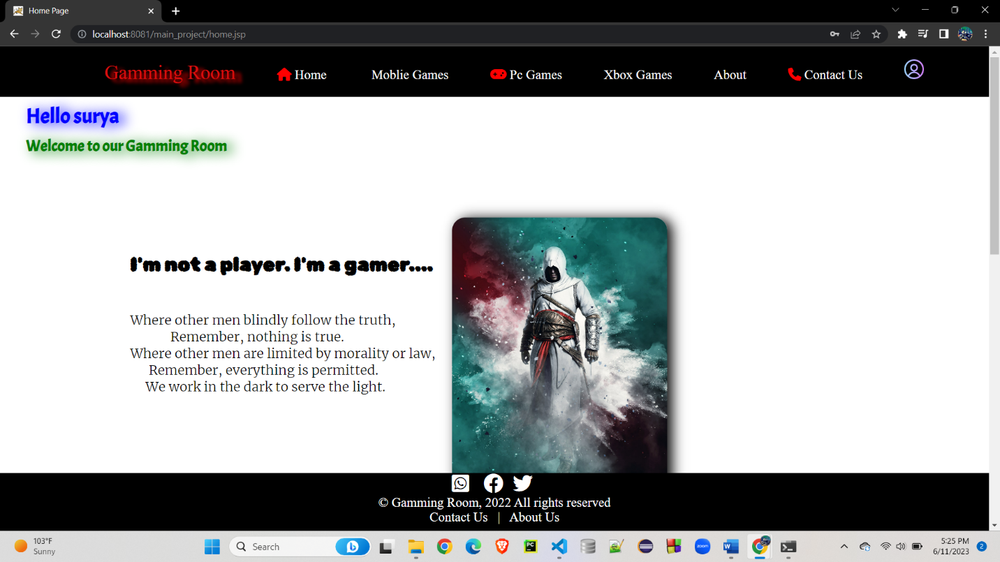 Home Page
localhost:8081/main_project/home.jsp
Gamming Room
Home
Moblie Games
Pc Games
Xbox Games
About
Contact Us
Hello surya
Welcome to our Gamming Room
I'm not a player. I'm a gamer....
Where other men blindly follow the truth,
Remember, nothing is true.
Where other men are limited by morality or law,
Remember, everything is permitted.
We work in the dark to serve the light.
© Gamming Room, 2022 All rights reserved
Contact Us | About Us
103°F
Sunny
Search
PC
zoom
W
5:25 PM
6/11/2023
2